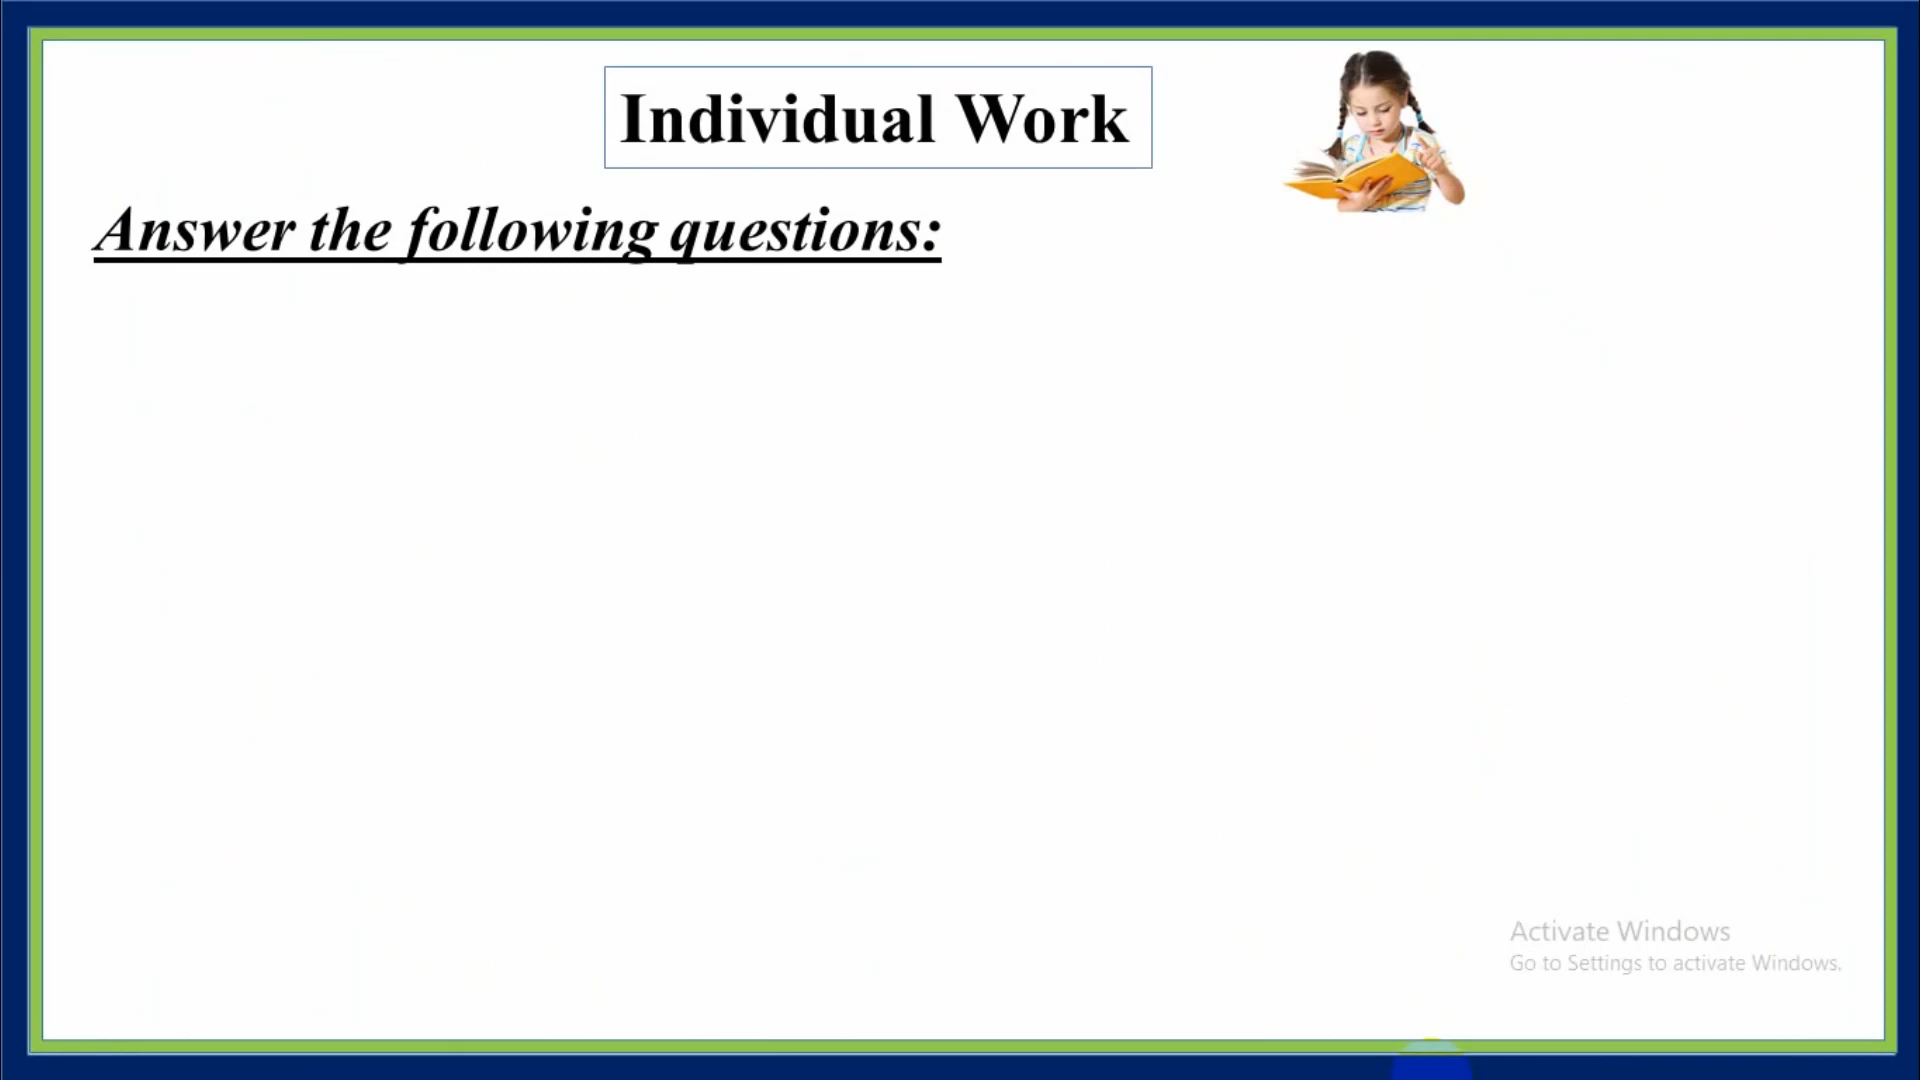 Individual Work
Answer the following questions:
Activate Windows
Go to Settings to activate Windows.